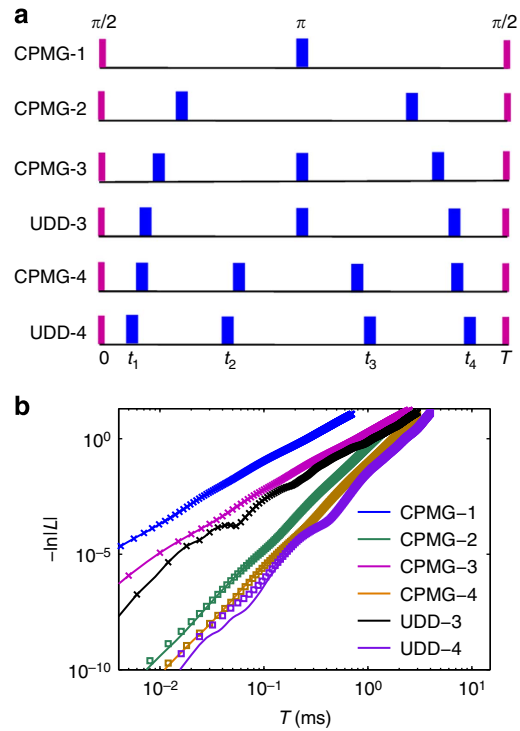 a
π/2 π π/2
CPMG-1
CPMG-2
CPMG-3
UDD-3
CPMG-4
UDD-4
0 t1 t2 t3 t4 T
b
10^0
10^−5
10^−10
−ln|L|
CPMG−1
CPMG−2
CPMG−3
CPMG−4
UDD−3
UDD−4
10^−2 10^−1 10^0 10^1
T (ms)